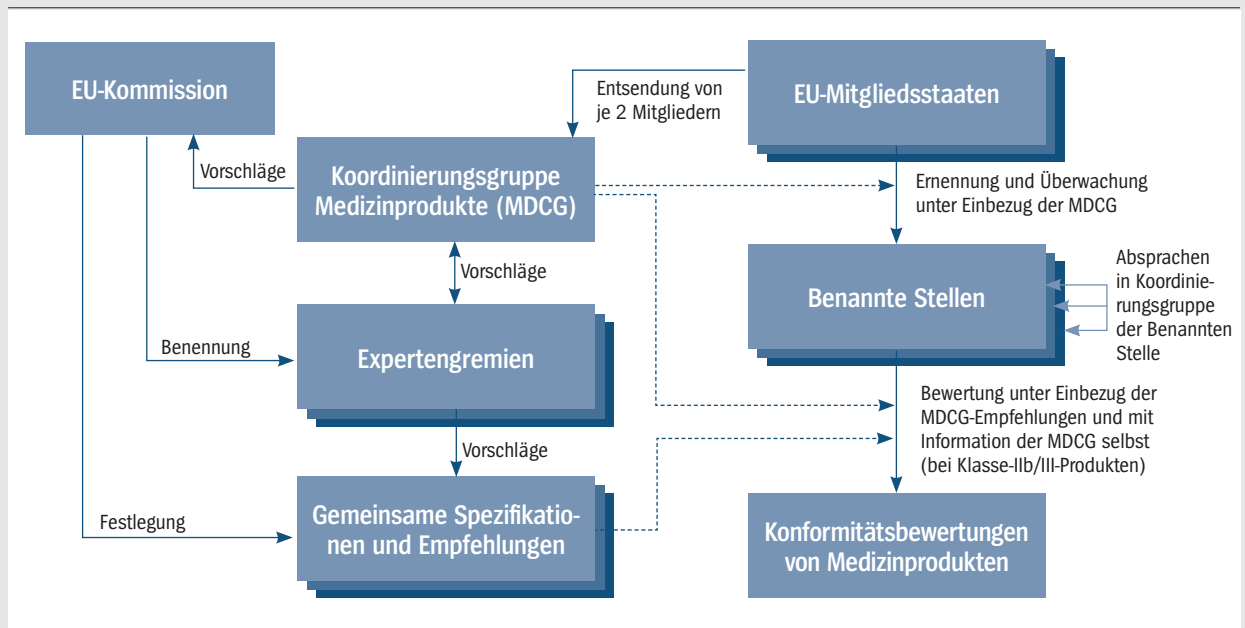 EU-Kommission
EU-Mitgliedsstaaten
Entsendung von
je 2 Mitgliedern
Vorschläge
Koordinierungsgruppe
Medizinprodukte (MDCG)
Ernennung und Überwachung
unter Einbezug der MDCG
Vorschläge
Benannte Stellen
Absprachen
in Koordinie-
rungsgruppe
der Benannten
Stelle
Benennung
Expertengremien
Bewertung unter Einbezug der
MDCG-Empfehlungen und mit
Information der MDCG selbst
(bei Klasse-IIb/III-Produkten)
Vorschläge
Festlegung
Gemeinsame Spezifikatio-
nen und Empfehlungen
Konformitätsbewertungen
von Medizinprodukten